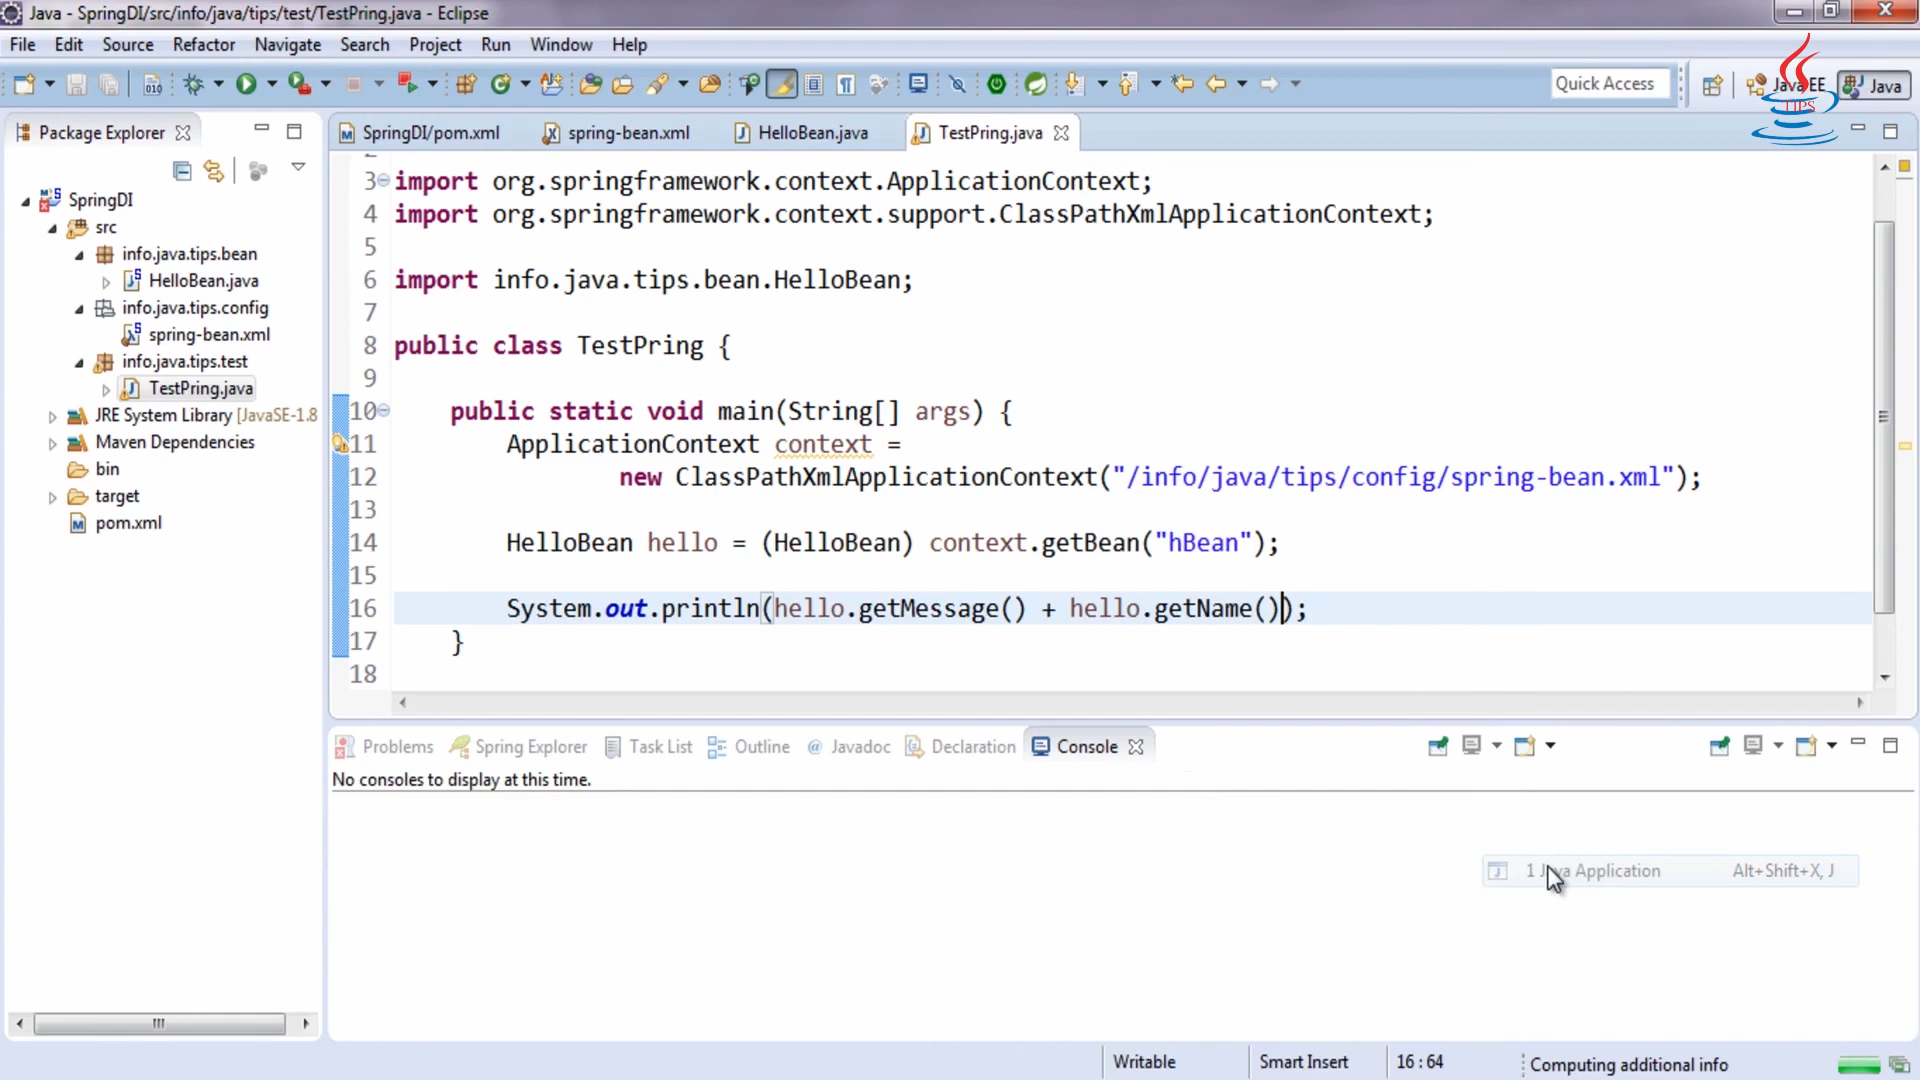 Java - SpringDI/src/info/java/tips/test/TestPring.java - Eclipse
File Edit Source Refactor Navigate Search Project Run Window Help
Quick Access
Java EE
Java
TIPS
Package Explorer
SpringDI/pom.xml
spring-bean.xml
HelloBean.java
TestPring.java
SpringDI
src
info.java.tips.bean
HelloBean.java
info.java.tips.config
spring-bean.xml
info.java.tips.test
TestPring.java
JRE System Library [JavaSE-1.8
Maven Dependencies
bin
target
pom.xml
3 import org.springframework.context.ApplicationContext;
4 import org.springframework.context.support.ClassPathXmlApplicationContext;
5
6 import info.java.tips.bean.HelloBean;
7
8 public class TestPring {
9
10 public static void main(String[] args) {
11 ApplicationContext context =
12 new ClassPathXmlApplicationContext("/info/java/tips/config/spring-bean.xml");
13
14 HelloBean hello = (HelloBean) context.getBean("hBean");
15
16 System.out.println(hello.getMessage() + hello.getName());
17 }
18
Problems Spring Explorer Task List Outline Javadoc Declaration Console
No consoles to display at this time.
1 Java Application Alt+Shift+X, J
Writable Smart Insert 16 : 64 Computing additional info